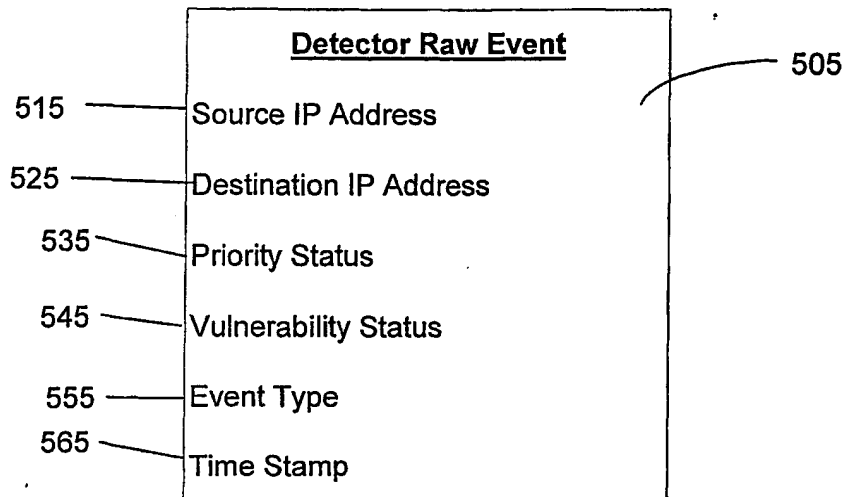 Detector Raw Event
505
515 Source IP Address
525 Destination IP Address
535 Priority Status
545 Vulnerability Status
555 Event Type
565 Time Stamp